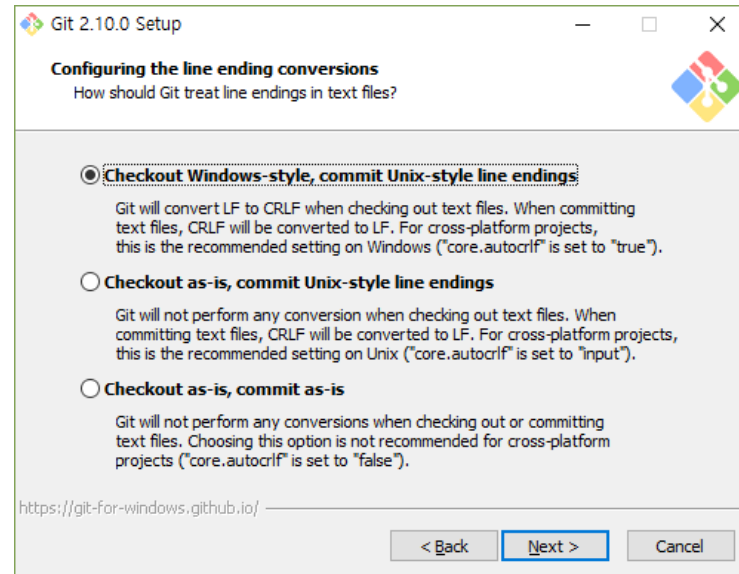 Git 2.10.0 Setup
Configuring the line ending conversions
How should Git treat line endings in text files?
Checkout Windows-style, commit Unix-style line endings
Git will convert LF to CRLF when checking out text files. When committing
text files, CRLF will be converted to LF. For cross-platform projects,
this is the recommended setting on Windows ("core.autocrlf" is set to "true").
Checkout as-is, commit Unix-style line endings
Git will not perform any conversion when checking out text files. When
committing text files, CRLF will be converted to LF. For cross-platform projects,
this is the recommended setting on Unix ("core.autocrlf" is set to "input").
Checkout as-is, commit as-is
Git will not perform any conversions when checking out or committing
text files. Choosing this option is not recommended for cross-platform
projects ("core.autocrlf" is set to "false").
https://git-for-windows.github.io/
< Back Next > Cancel